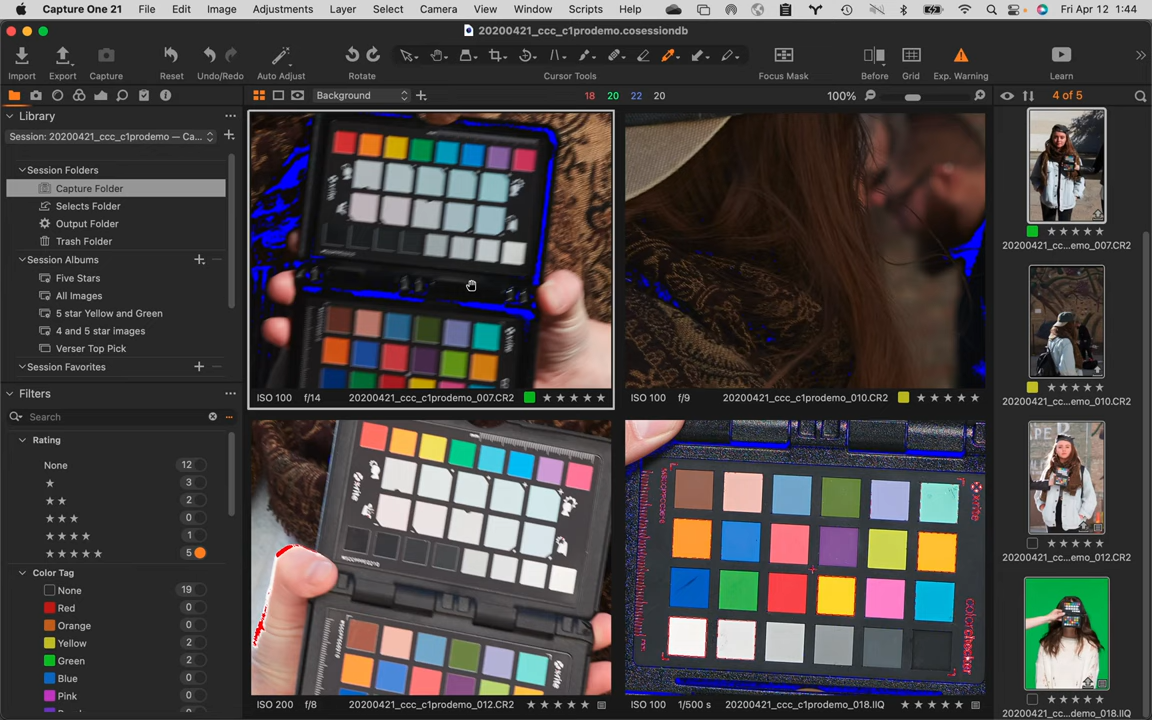 Capture One 21 File Edit Image Adjustments Layer Select Camera View Window Scripts Help Fri Apr 12 1:44
20200421_ccc_c1prodemo.cosessiondb
Import Export Capture Reset Undo/Redo Auto Adjust Rotate Cursor Tools Focus Mask Before Grid Exp. Warning Learn
Background 18 20 22 20 100% 4 of 5
Library
Session: 20200421_ccc_c1prodemo — Ca...
Session Folders
Capture Folder
Selects Folder
Output Folder
Trash Folder
Session Albums
Five Stars
All Images
5 star Yellow and Green
4 and 5 star images
Verser Top Pick
Session Favorites
Filters
Search
Rating
None 12
3
2
0
1
5
Color Tag
None 19
Red 0
Orange 0
Yellow 2
Green 2
Blue 0
Pink 0
ISO 100 f/14 20200421_ccc_c1prodemo_007.CR2
ISO 100 f/9 20200421_ccc_c1prodemo_010.CR2
x-rite
x-rite
colorchecker
ISO 200 f/8 20200421_ccc_c1prodemo_012.CR2
ISO 100 1/500 s 20200421_ccc_c1prodemo_018.IIQ
20200421_cc...emo_007.CR2
20200421_cc...emo_010.CR2
20200421_cc...emo_012.CR2
20200421_ccc...demo_018.IIQ